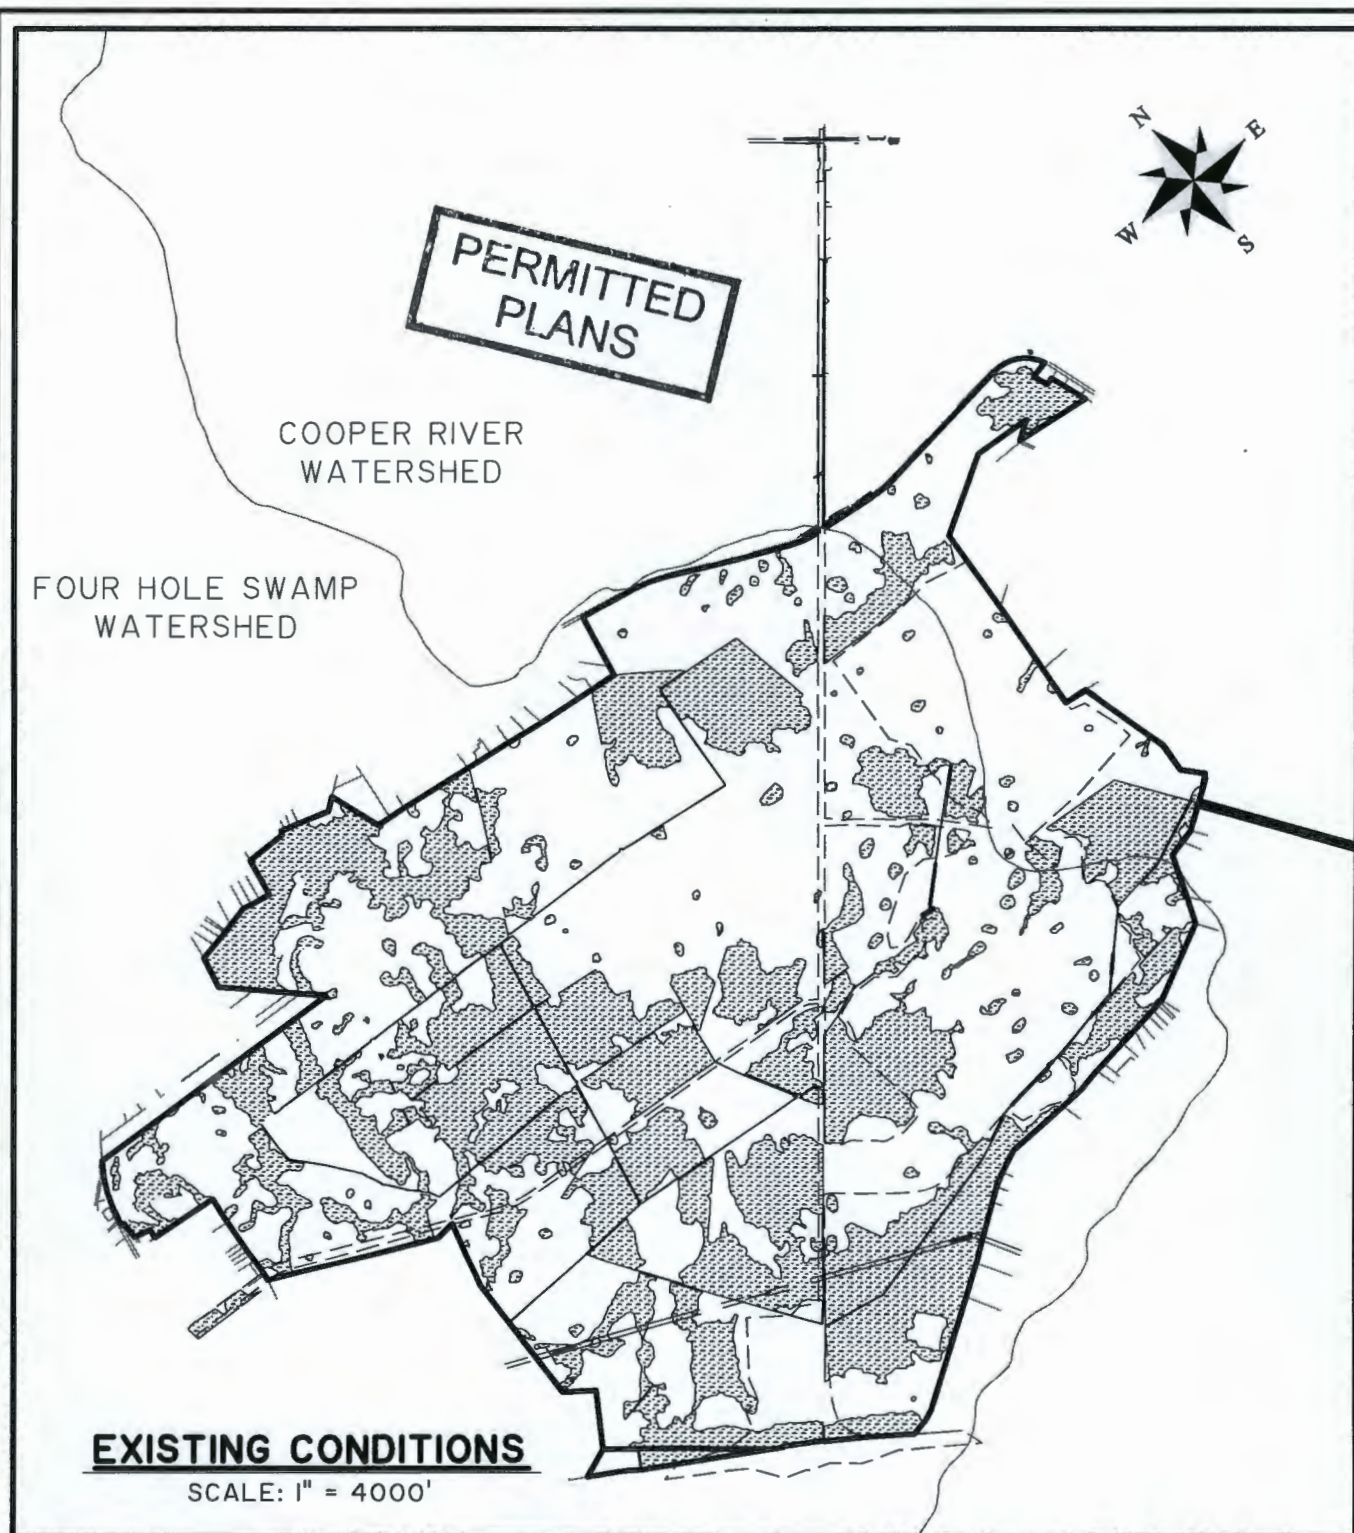 N
E
W
S
PERMITTED
PLANS
COOPER RIVER
WATERSHED
FOUR HOLE SWAMP
WATERSHED
EXISTING CONDITIONS
SCALE: 1" = 4000'